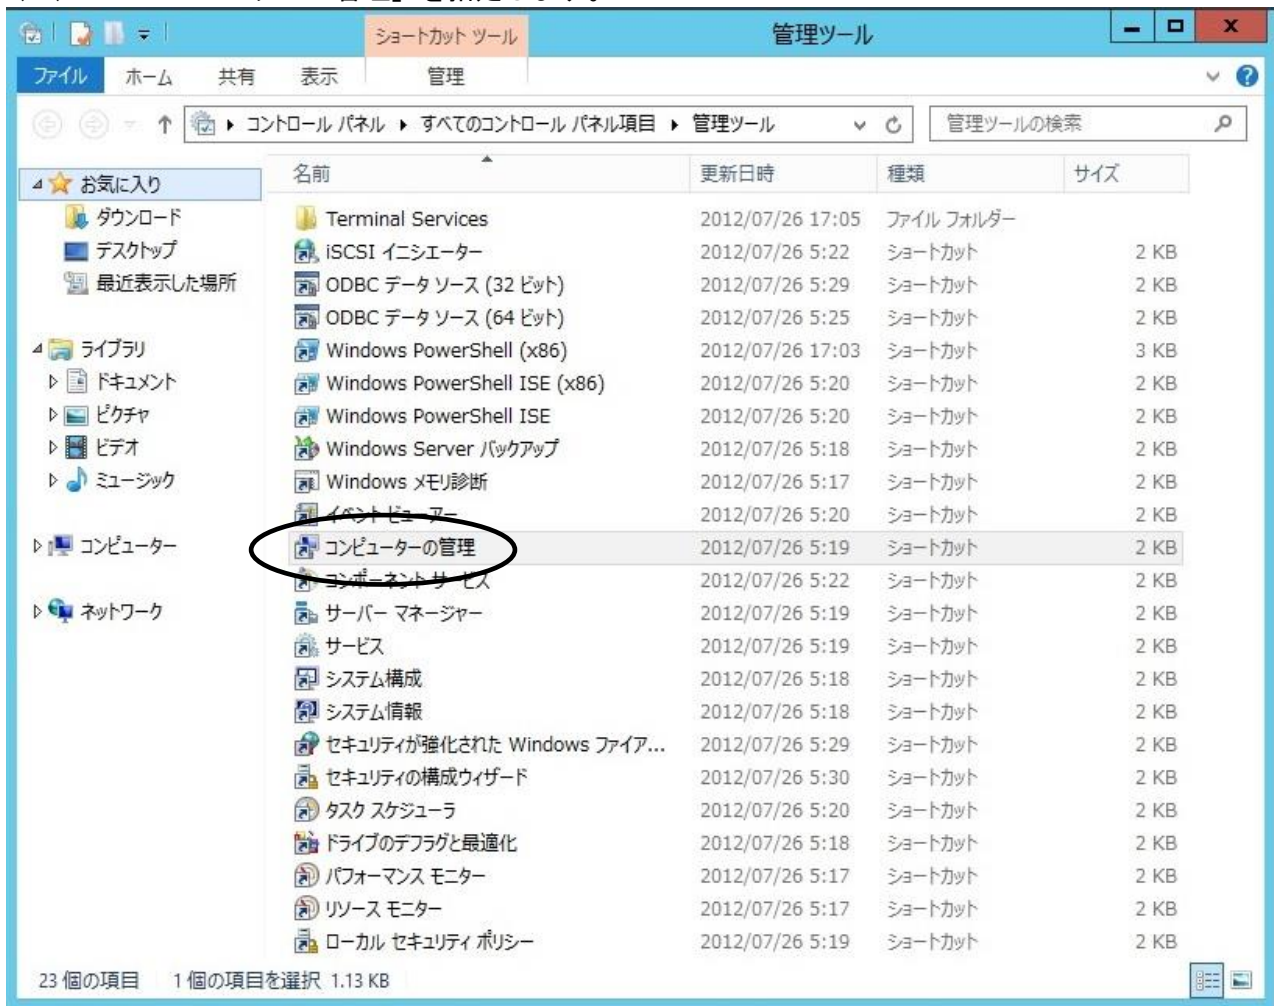 管理」
ショートカット ツール
管理ツール
ファイル ホーム 共有 表示 管理
コントロール パネル ▸ すべてのコントロール パネル項目 ▸ 管理ツール
管理ツールの検索
名前 更新日時 種類 サイズ
お気に入り
ダウンロード
デスクトップ
最近表示した場所
ライブラリ
ドキュメント
ピクチャ
ビデオ
ミュージック
コンピューター
ネットワーク
Terminal Services 2012/07/26 17:05 ファイル フォルダー
iSCSI イニシエーター 2012/07/26 5:22 ショートカット 2 KB
ODBC データ ソース (32 ビット) 2012/07/26 5:29 ショートカット 2 KB
ODBC データ ソース (64 ビット) 2012/07/26 5:25 ショートカット 2 KB
Windows PowerShell (x86) 2012/07/26 17:03 ショートカット 3 KB
Windows PowerShell ISE (x86) 2012/07/26 5:20 ショートカット 2 KB
Windows PowerShell ISE 2012/07/26 5:20 ショートカット 2 KB
Windows Server バックアップ 2012/07/26 5:18 ショートカット 2 KB
Windows メモリ診断 2012/07/26 5:17 ショートカット 2 KB
イベント ビューアー 2012/07/26 5:20 ショートカット 2 KB
コンピューターの管理 2012/07/26 5:19 ショートカット 2 KB
コンポーネント サービス 2012/07/26 5:22 ショートカット 2 KB
サーバー マネージャー 2012/07/26 5:19 ショートカット 2 KB
サービス 2012/07/26 5:19 ショートカット 2 KB
システム構成 2012/07/26 5:18 ショートカット 2 KB
システム情報 2012/07/26 5:18 ショートカット 2 KB
セキュリティが強化された Windows ファイア... 2012/07/26 5:29 ショートカット 2 KB
セキュリティの構成ウィザード 2012/07/26 5:30 ショートカット 2 KB
タスク スケジューラ 2012/07/26 5:20 ショートカット 2 KB
ドライブのデフラグと最適化 2012/07/26 5:18 ショートカット 2 KB
パフォーマンス モニター 2012/07/26 5:17 ショートカット 2 KB
リソース モニター 2012/07/26 5:17 ショートカット 2 KB
ローカル セキュリティ ポリシー 2012/07/26 5:19 ショートカット 2 KB
23 個の項目 1 個の項目を選択 1.13 KB